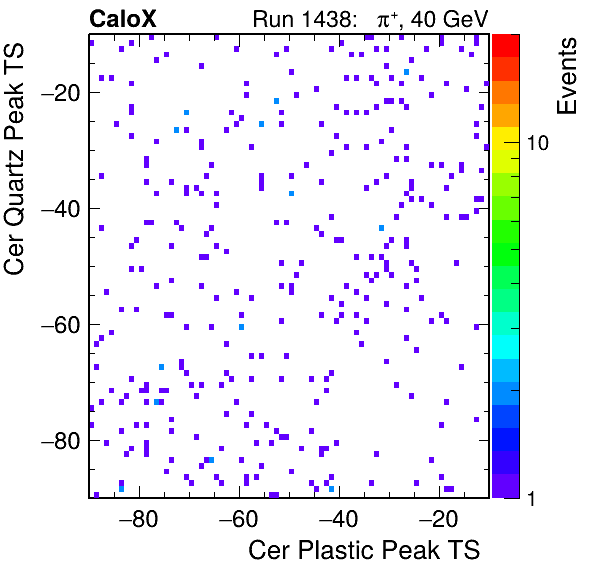 CaloX Run 1438: π⁺, 40 GeV
Events
10
1
Cer Quartz Peak TS
−20
−40
−60
−80
−80 −60 −40 −20
Cer Plastic Peak TS